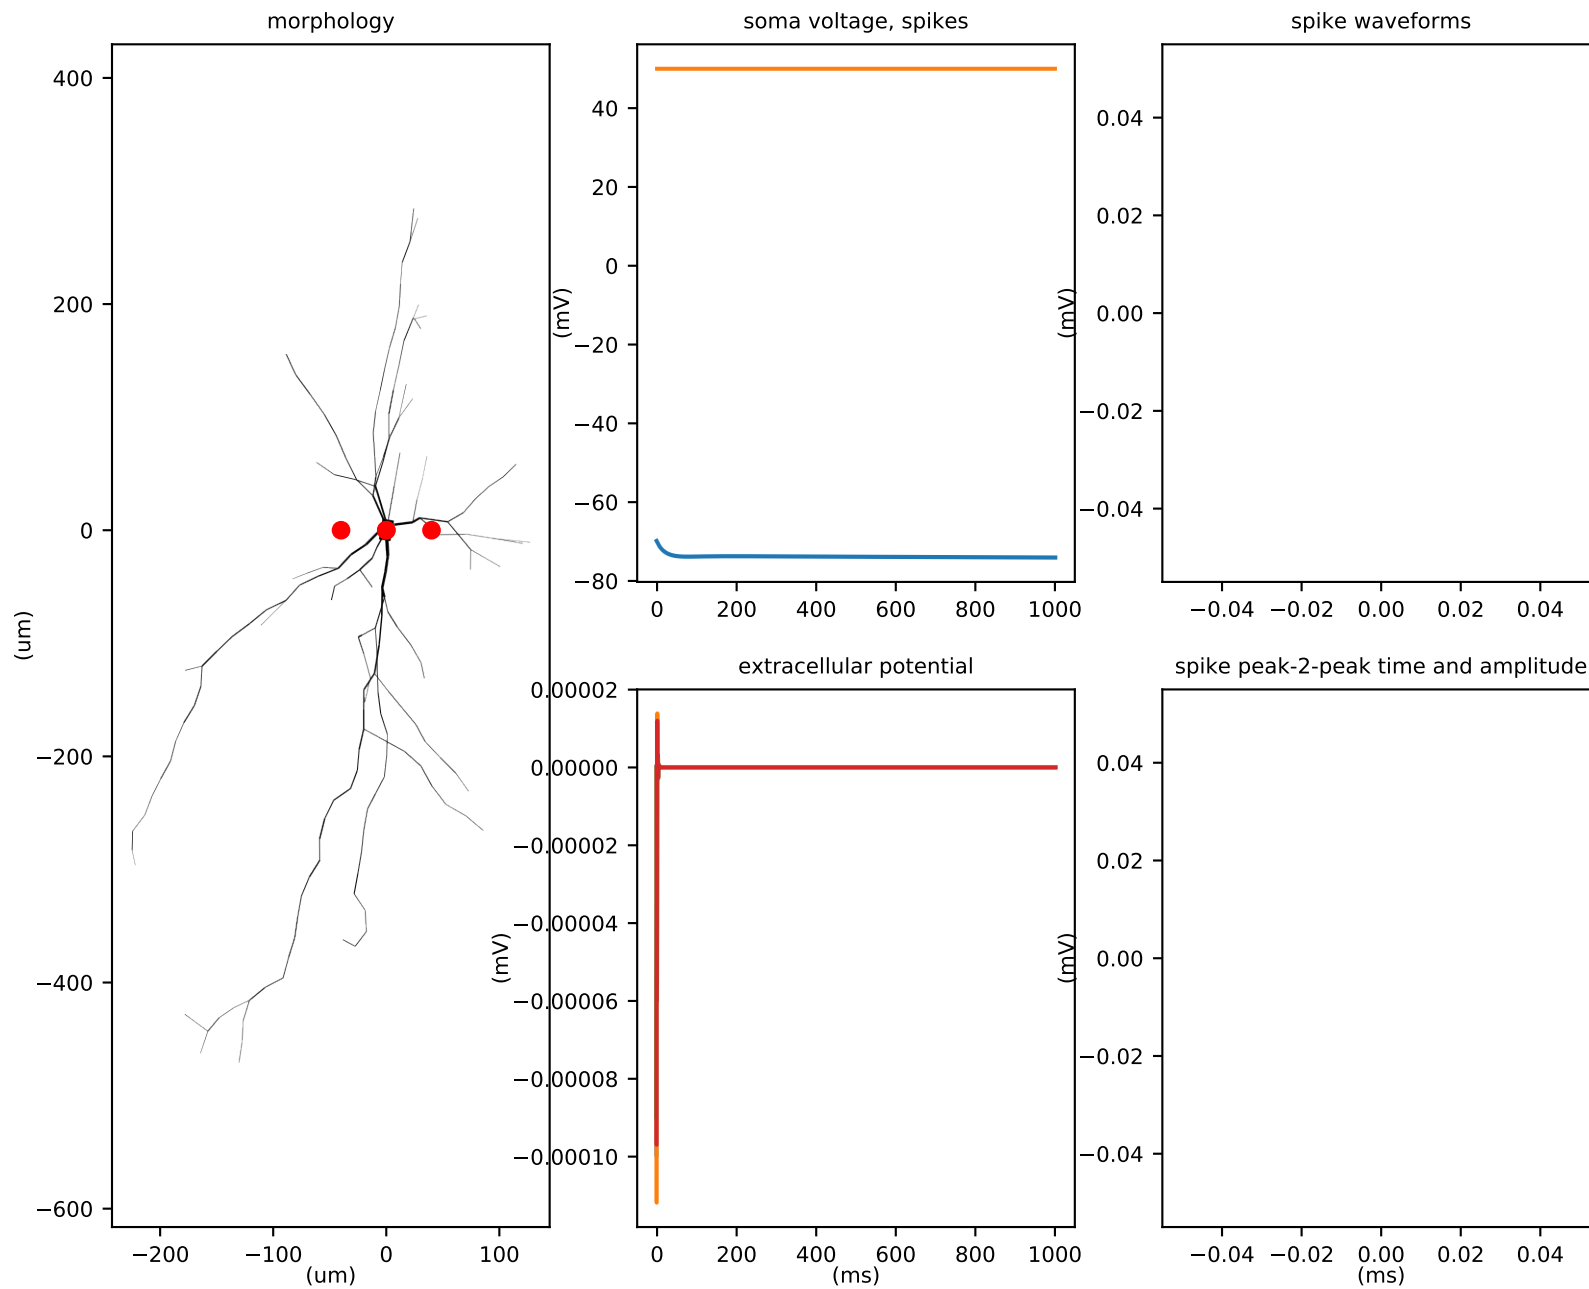 morphology
400
200
0
−200
−400
−600
(um)
−200 −100 0 100
(um)
soma voltage, spikes
40
20
0
−20
−40
−60
−80
(mV)
0 200 400 600 800 1000
spike waveforms
0.04
0.02
0.00
−0.02
−0.04
(mV)
−0.04 −0.02 0.00 0.02 0.04
extracellular potential
0.00002
0.00000
−0.00002
−0.00004
−0.00006
−0.00008
−0.00010
(mV)
0 200 400 600 800 1000
(ms)
spike peak-2-peak time and amplitude
0.04
0.02
0.00
−0.02
−0.04
(mV)
−0.04 −0.02 0.00 0.02 0.04
(ms)